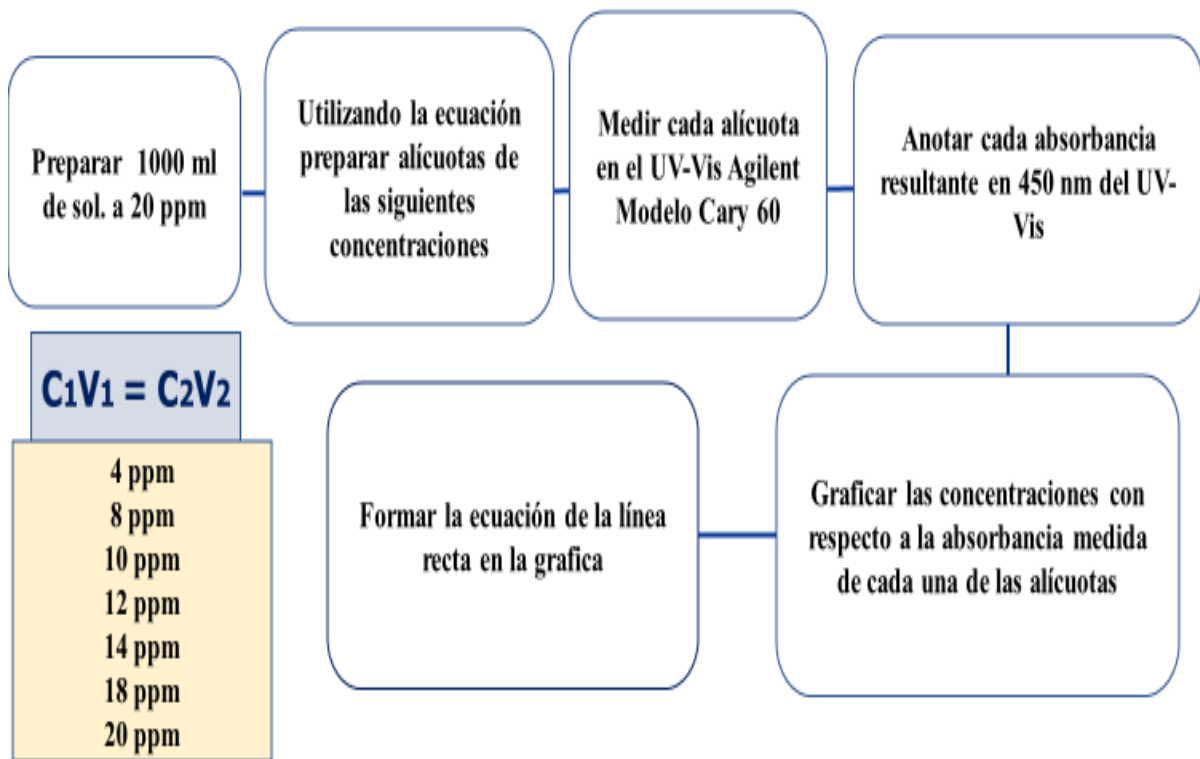 Preparar 1000 ml
de sol. a 20 ppm
Utilizando la ecuación
preparar alícuotas de
las siguientes
concentraciones
Medir cada alícuota
en el UV-Vis Agilent
Modelo Cary 60
Anotar cada absorbancia
resultante en 450 nm del UV-
Vis
C1V1 = C2V2
4 ppm
8 ppm
10 ppm
12 ppm
14 ppm
18 ppm
20 ppm
Graficar las concentraciones con
respecto a la absorbancia medida
de cada una de las alícuotas
Formar la ecuación de la línea
recta en la grafica